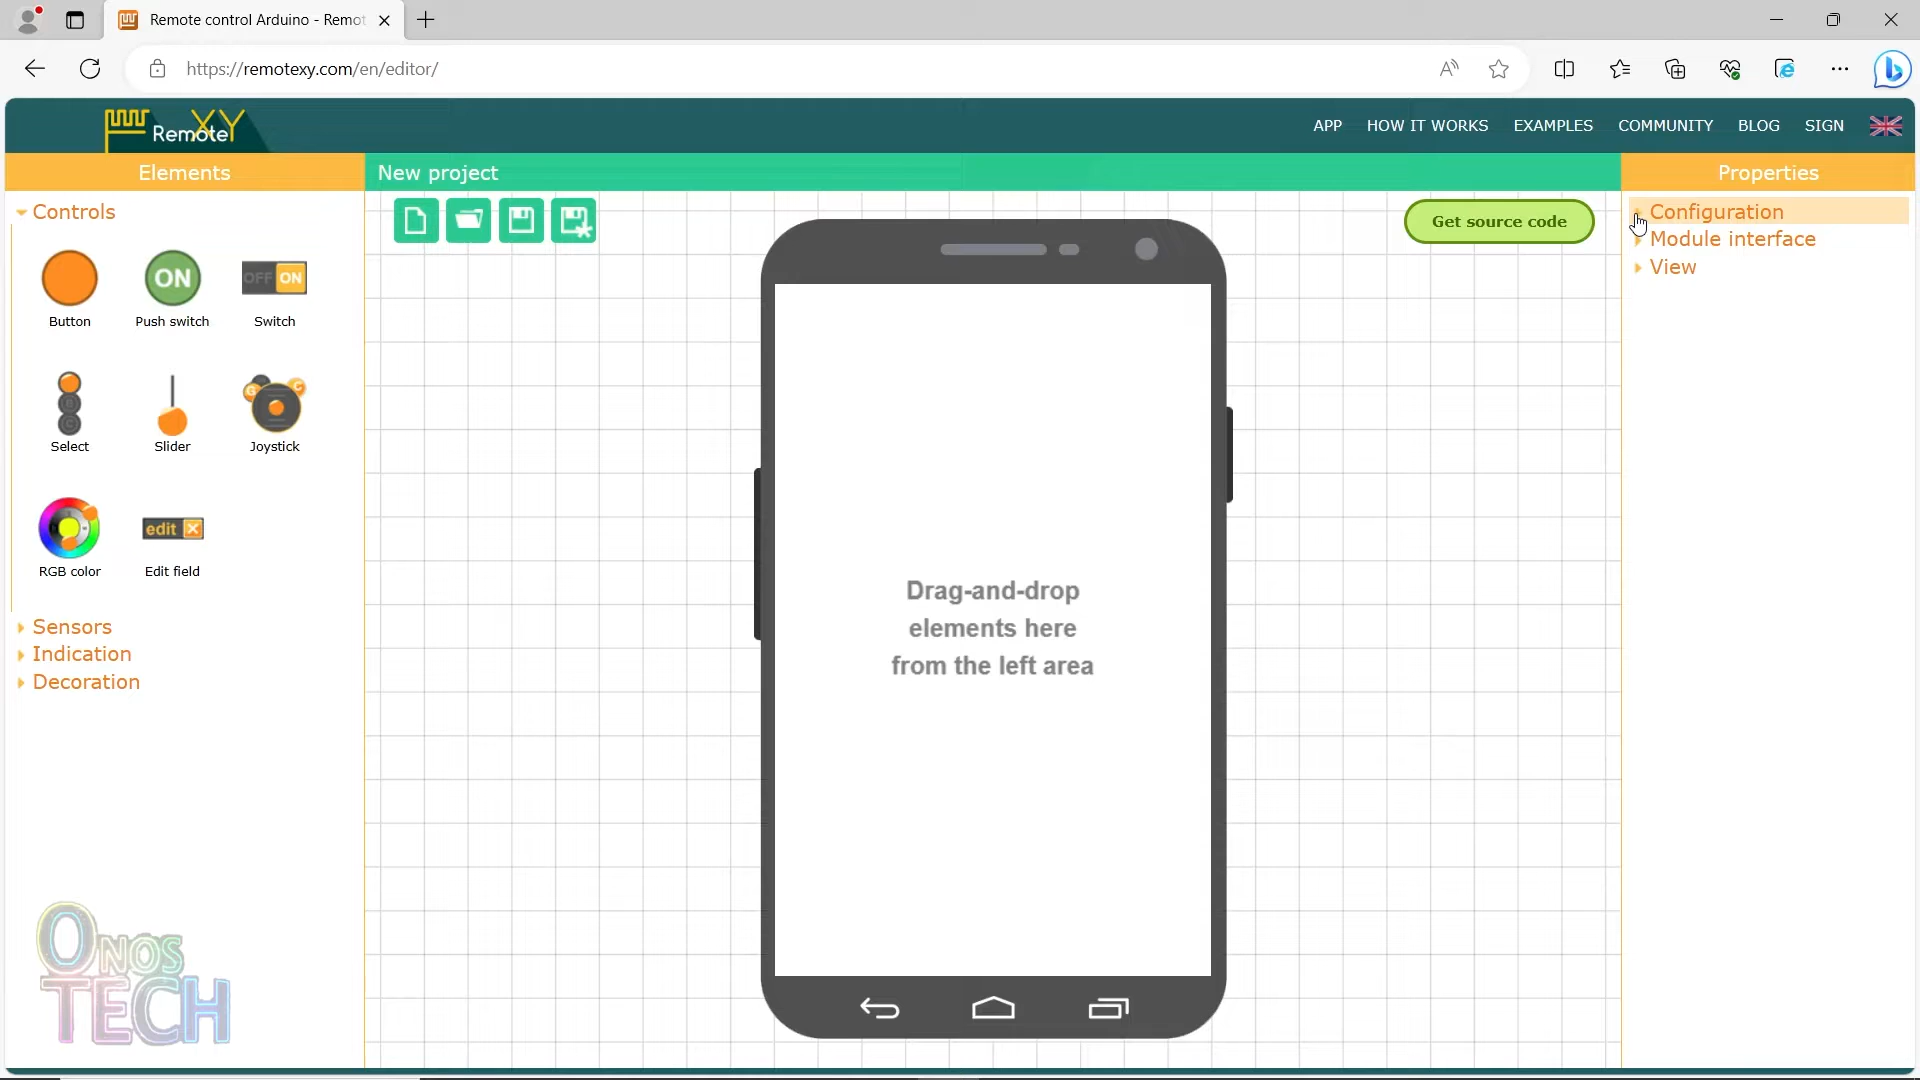 Remote control Arduino - Remot
https://remotexy.com/en/editor/
RemoteXY
APP HOW IT WORKS EXAMPLES COMMUNITY BLOG SIGN
Elements
New project
Properties
Controls
Get source code
Configuration
Module interface
View
ON
OFF ON
Button Push switch Switch
Select Slider Joystick
edit
RGB color Edit field
Drag-and-drop
elements here
from the left area
Sensors
Indication
Decoration
ONOS
TECH